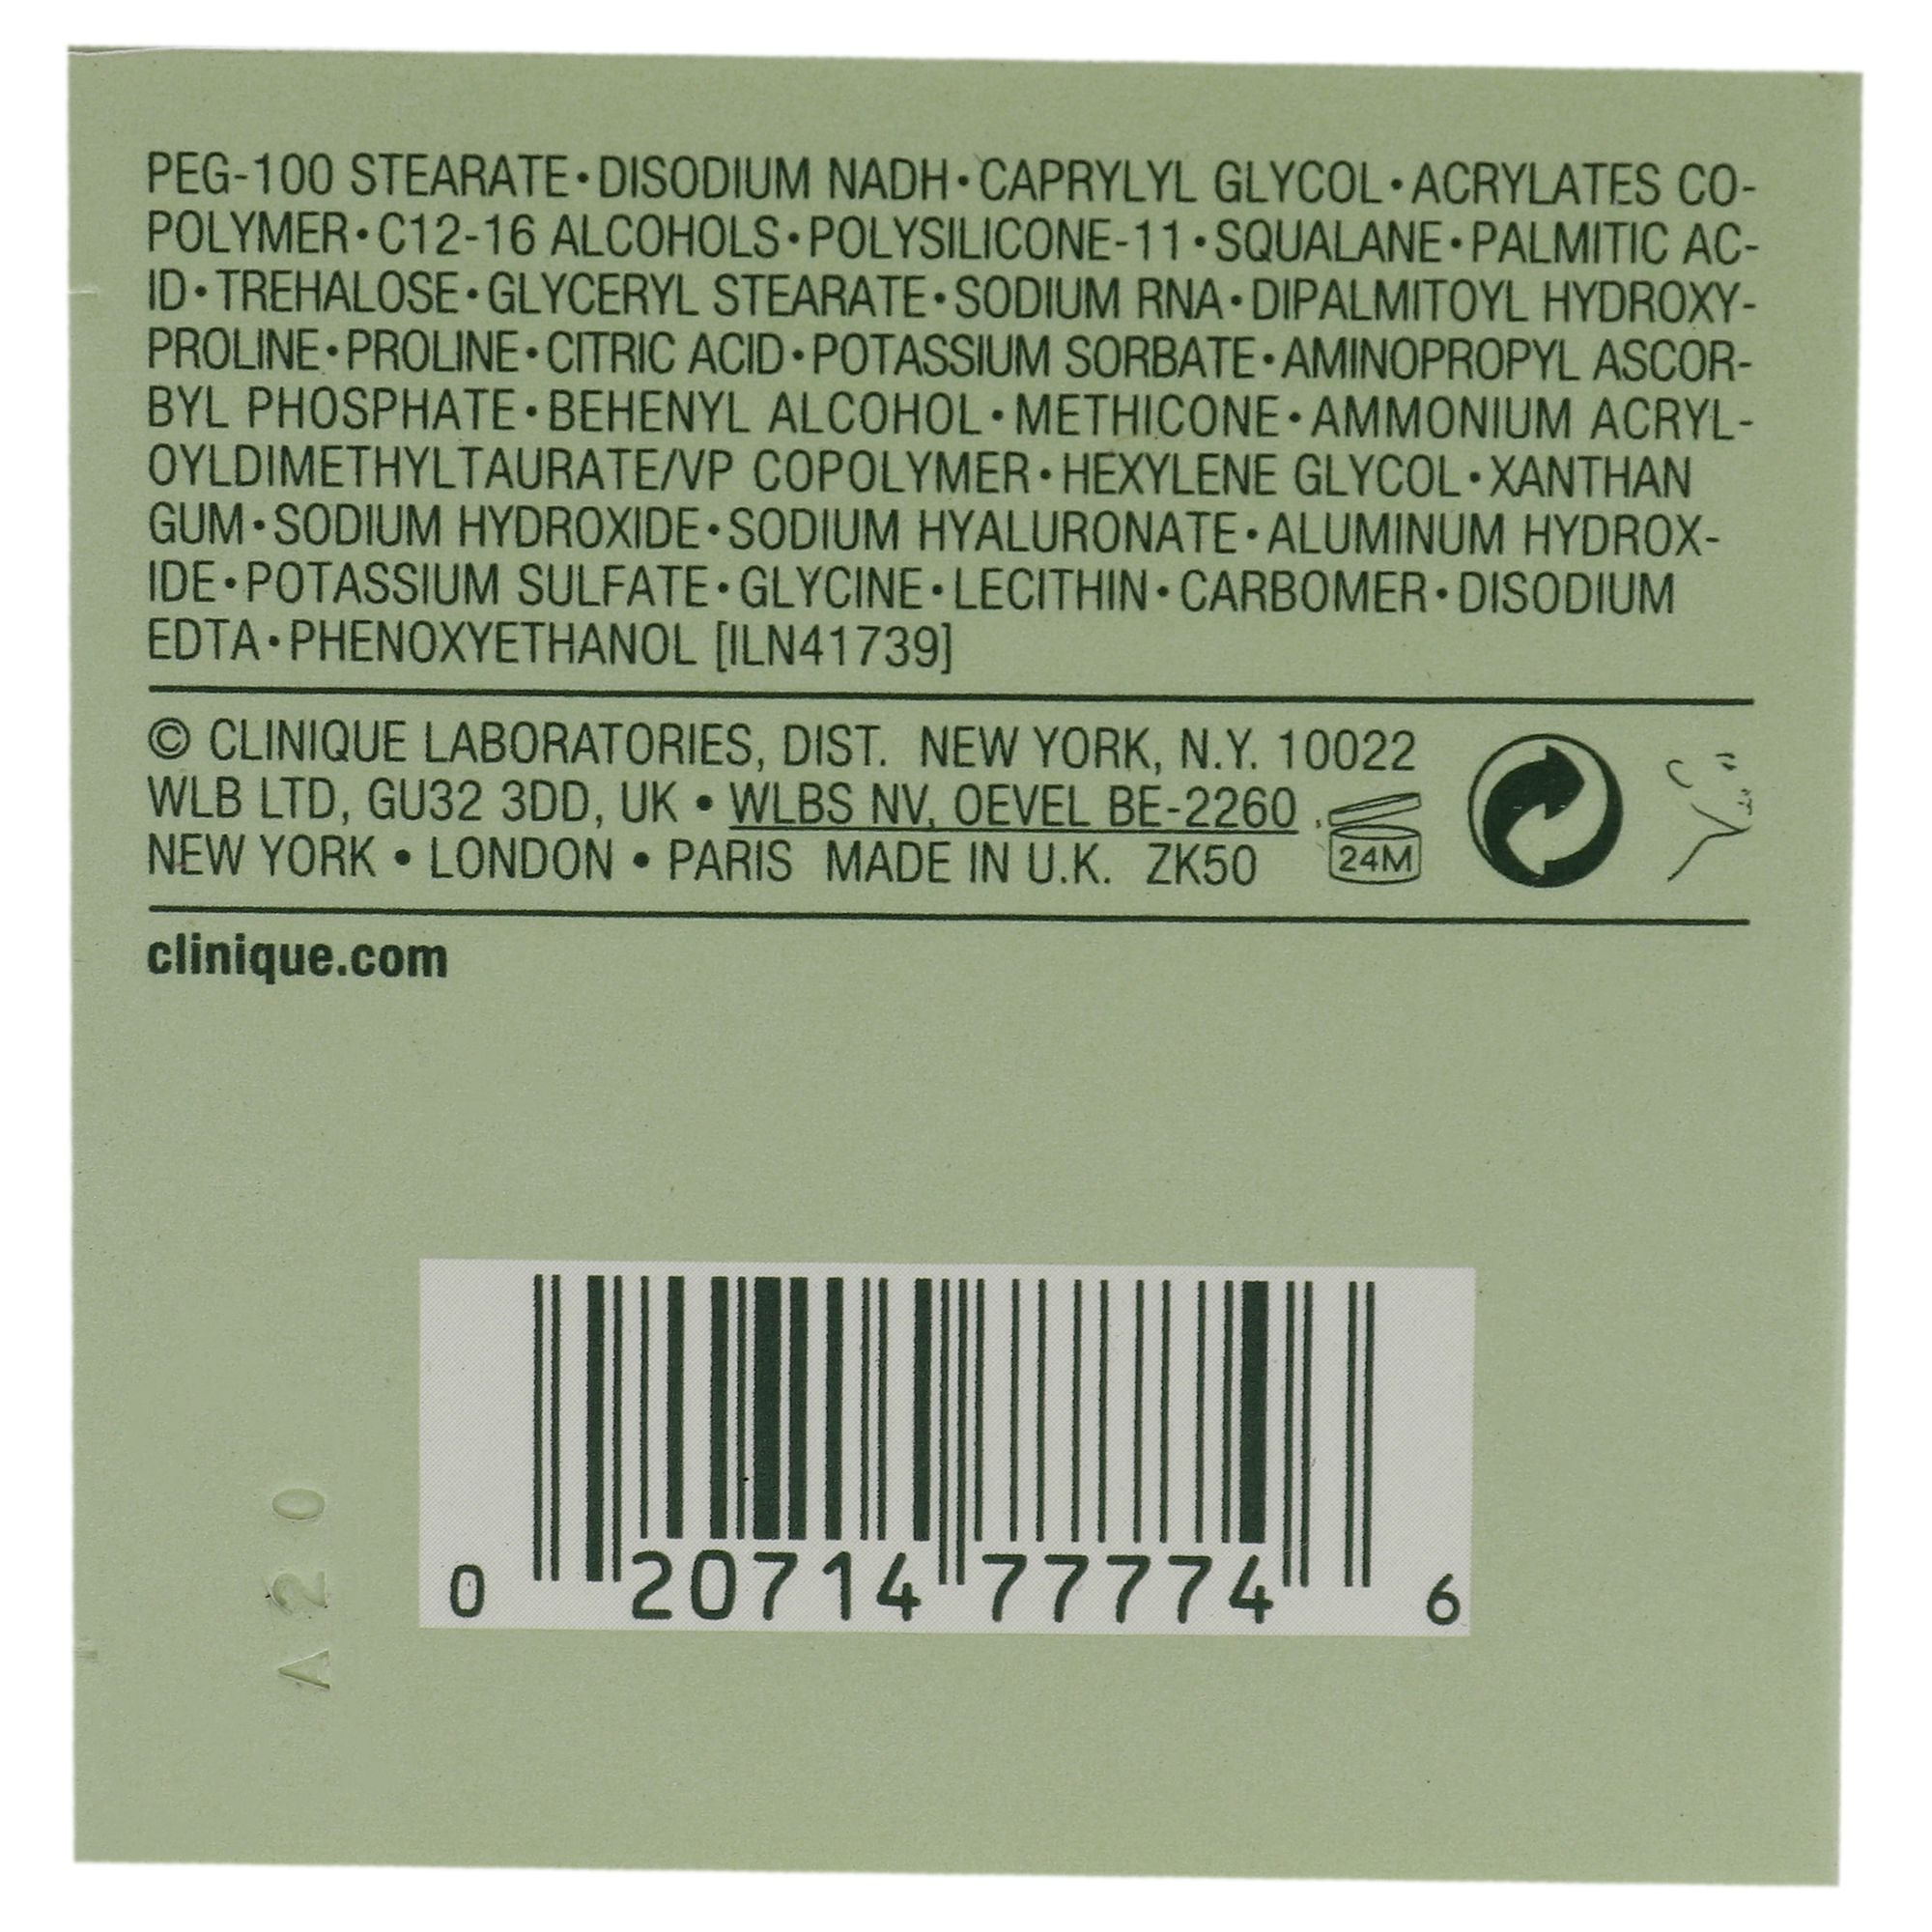 PEG-100 STEARATE•DISODIUM NADH•CAPRYLYL GLYCOL•ACRYLATES CO-
POLYMER•C12-16 ALCOHOLS•POLYSILICONE-11•SQUALANE•PALMITIC AC-
ID•TREHALOSE•GLYCERYL STEARATE•SODIUM RNA•DIPALMITOYL HYDROXY-
PROLINE•PROLINE•CITRIC ACID•POTASSIUM SORBATE•AMINOPROPYL ASCOR-
BYL PHOSPHATE•BEHENYL ALCOHOL•METHICONE•AMMONIUM ACRYL-
OYLDIMETHYLTAURATE/VP COPOLYMER•HEXYLENE GLYCOL•XANTHAN
GUM•SODIUM HYDROXIDE•SODIUM HYALURONATE•ALUMINUM HYDROX-
IDE•POTASSIUM SULFATE•GLYCINE•LECITHIN•CARBOMER•DISODIUM
EDTA•PHENOXYETHANOL [ILN41739]
© CLINIQUE LABORATORIES, DIST. NEW YORK, N.Y. 10022
WLB LTD, GU32 3DD, UK • WLBS NV, OEVEL BE-2260
NEW YORK • LONDON • PARIS MADE IN U.K. ZK50
24M
clinique.com
0 20714 77774 6
A20